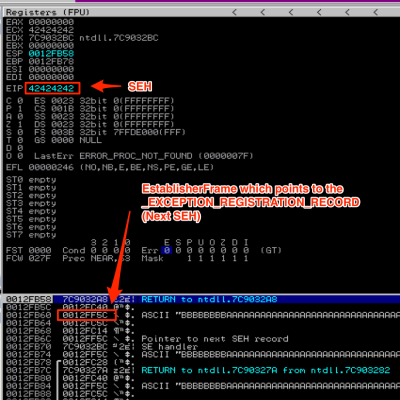 Registers (FPU) < < < < < <
EAX 00000000
ECX 42424242
EDX 7C9032BC ntdll.7C9032BC
EBX 00000000
ESP 0012FB58
EBP 0012FB78
ESI 00000000
EDI 00000000
EIP 42424242
SEH
C 0 ES 0023 32bit 0(FFFFFFFF)
P 1 CS 001B 32bit 0(FFFFFFFF)
A 0 SS 0023 32bit 0(FFFFFFFF)
Z 1 DS 0023 32bit 0(FFFFFFFF)
S 0 FS 003B 32bit 7FFDE000(FFF)
T 0 GS 0000 NULL
D 0
O 0 LastErr ERROR_PROC_NOT_FOUND (0000007F)
EFL 00000246 (NO,NB,E,BE,NS,PE,GE,LE)
ST0 empty
ST1 empty
ST2 empty
ST3 empty
ST4 empty
ST5 empty
ST6 empty
ST7 empty
EstablisherFrame which points to the
_EXCEPTION_REGISTRATION_RECORD
(Next SEH)
3 2 1 0 E S P U O Z D I
FST 0000 Cond 0 0 0 0 Err 0 0 0 0 0 0 0 0 (GT)
FCW 027F Prec NEAR,53 Mask 1 1 1 1 1 1
0012FB58 7C9032A8 RETURN to ntdll.7C9032A8
0012FB5C 0012FC40
0012FB60 0012FF5C ASCII "BBBBBBBBAAAAAAAAAAAAAAAAAAAA
0012FB64 0012FC5C
0012FB68 0012FC14
0012FB6C 0012FF5C Pointer to next SEH record
0012FB70 7C9032BC SE handler
0012FB74 0012FF5C ASCII "BBBBBBBBAAAAAAAAAAAAAAAAAAAA
0012FB78 0012FC28
0012FB7C 7C90327A RETURN to ntdll.7C90327A from ntdll.7C903282
0012FB80 0012FC40
0012FB84 0012FF5C ASCII "BBBBBBBBAAAAAAAAAAAAAAAAAAAA